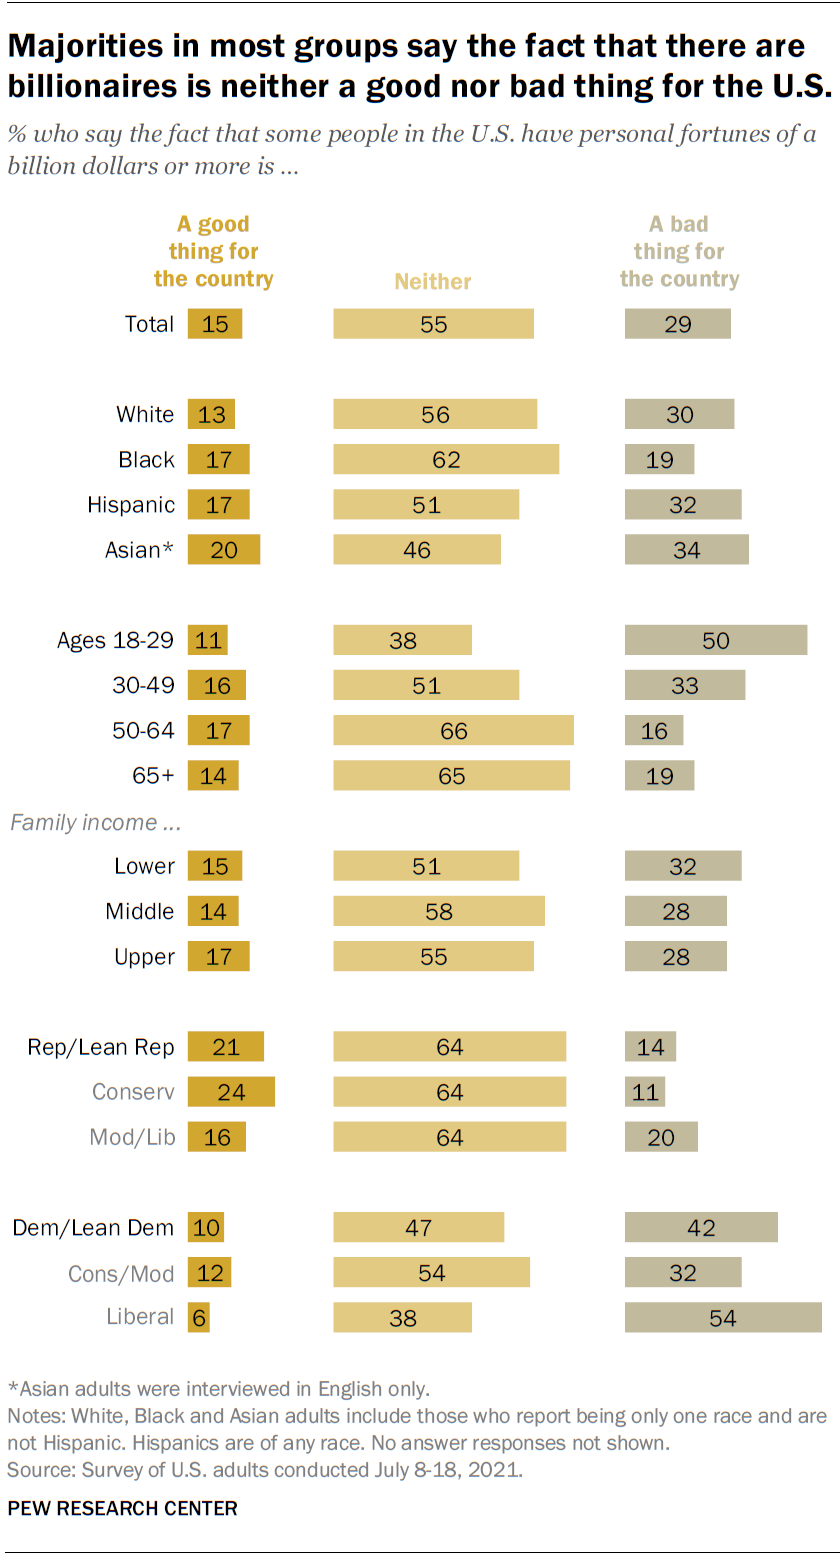 Majorities in most groups say the fact that there are
billionaires is neither a good nor bad thing for the U.S.
% who say the fact that some people in the U.S. have personal fortunes of a
billion dollars or more is ...
A good
thing for
the country
Neither
A bad
thing for
the country
Total 15 55 29
White 13 56 30
Black 17 62 19
Hispanic 17 51 32
Asian* 20 46 34
Ages 18-29 11 38 50
30-49 16 51 33
50-64 17 66 16
65+ 14 65 19
Family income ...
Lower 15 51 32
Middle 14 58 28
Upper 17 55 28
Rep/Lean Rep 21 64 14
Conserv 24 64 11
Mod/Lib 16 64 20
Dem/Lean Dem 10 47 42
Cons/Mod 12 54 32
Liberal 6 38 54
*Asian adults were interviewed in English only.
Notes: White, Black and Asian adults include those who report being only one race and are
not Hispanic. Hispanics are of any race. No answer responses not shown.
Source: Survey of U.S. adults conducted July 8-18, 2021.
PEW RESEARCH CENTER